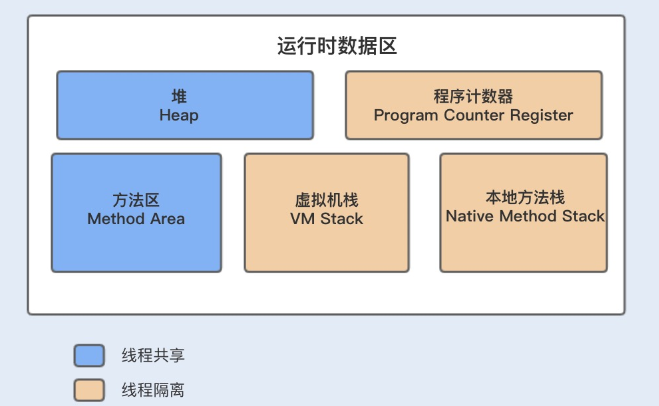 运行时数据区
堆
Heap
程序计数器
Program Counter Register
方法区
Method Area
虚拟机栈
VM Stack
本地方法栈
Native Method Stack
线程共享
线程隔离